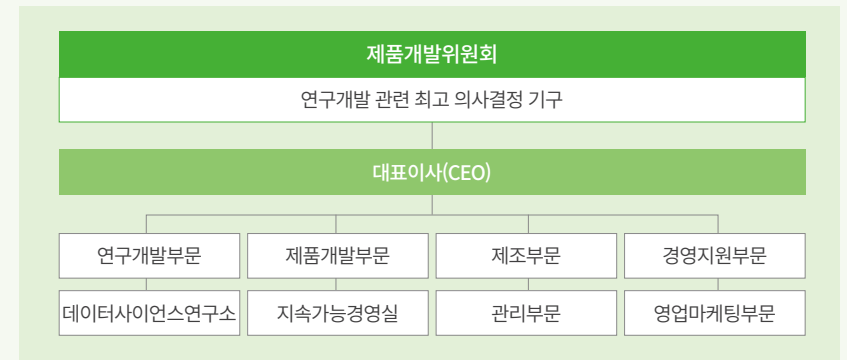 제품개발위원회
연구개발 관련 최고 의사결정 기구
대표이사(CEO)
연구개발부문 제품개발부문 제조부문 경영지원부문
데이터사이언스연구소 지속가능경영실 관리부문 영업마케팅부문